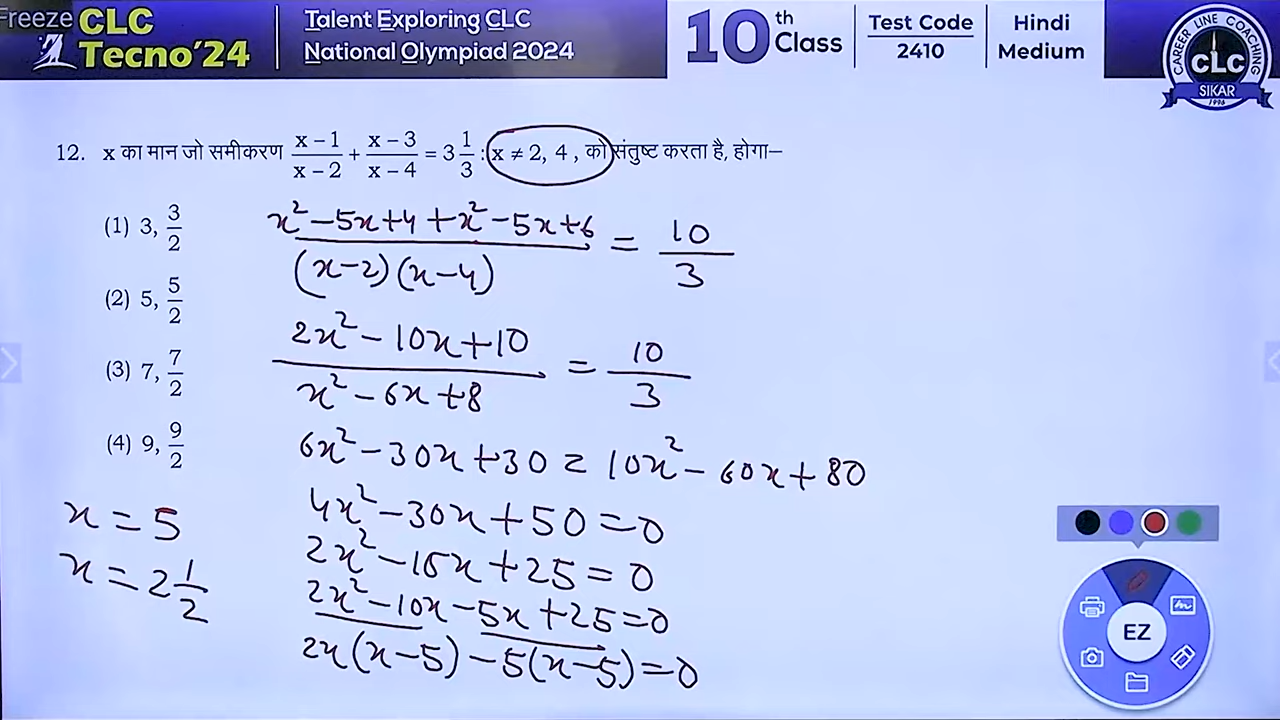 Freeze CLC
Tecno'24
Talent Exploring CLC
National Olympiad 2024
10th Class
Test Code
2410
Hindi
Medium
CAREER LINE COACHING
CLC
SIKAR
1996
12. x का मान जो समीकरण (x – 1)/(x – 2) + (x – 3)/(x – 4) = 3 1/3 : x ≠ 2, 4 , को संतुष्ट करता है, होगा–
(1) 3, 3/2
(2) 5, 5/2
(3) 7, 7/2
(4) 9, 9/2
(x² – 5x + 4 + x² – 5x + 6)/((x – 2)(x – 4)) = 10/3
(2x² – 10x + 10)/(x² – 6x + 8) = 10/3
6x² – 30x + 30 = 10x² – 60x + 80
4x² – 30x + 50 = 0
2x² – 15x + 25 = 0
2x² – 10x – 5x + 25 = 0
2x(x – 5) – 5(x – 5) = 0
x = 5
x = 2 1/2
EZ